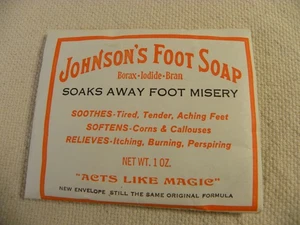 JOHNSON'S FOOT SOAP
Borax-Iodide-Bran
SOAKS AWAY FOOT MISERY
SOOTHES-Tired, Tender, Aching Feet
SOFTENS-Corns & Callouses
RELIEVES-Itching, Burning, Perspiring
NET WT. 1 OZ.
"ACTS LIKE MAGIC"
NEW ENVELOPE STILL THE SAME ORIGINAL FORMULA